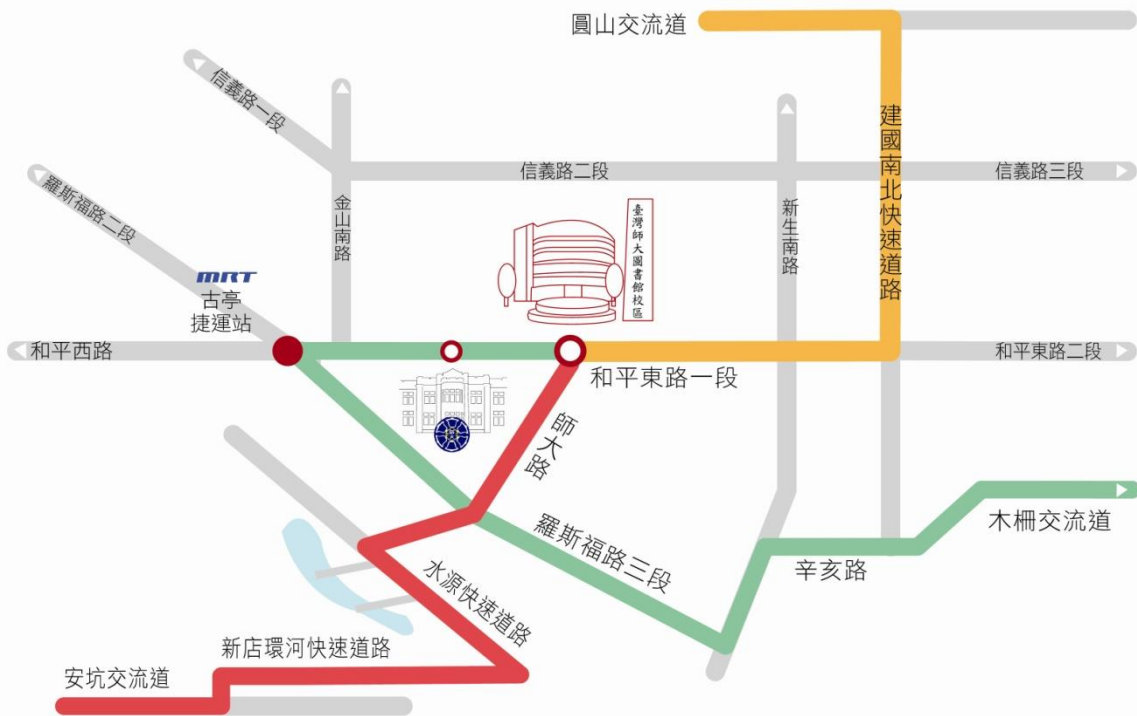 圓山交流道
信義路一段
建國南北快速道路
信義路二段
信義路三段
羅斯福路二段
金山南路
臺灣師大圖書館校區
新生南路
MRT
古亭
捷運站
和平西路
和平東路二段
和平東路一段
師大路
羅斯福路三段
木柵交流道
辛亥路
水源快速道路
新店環河快速道路
安坑交流道